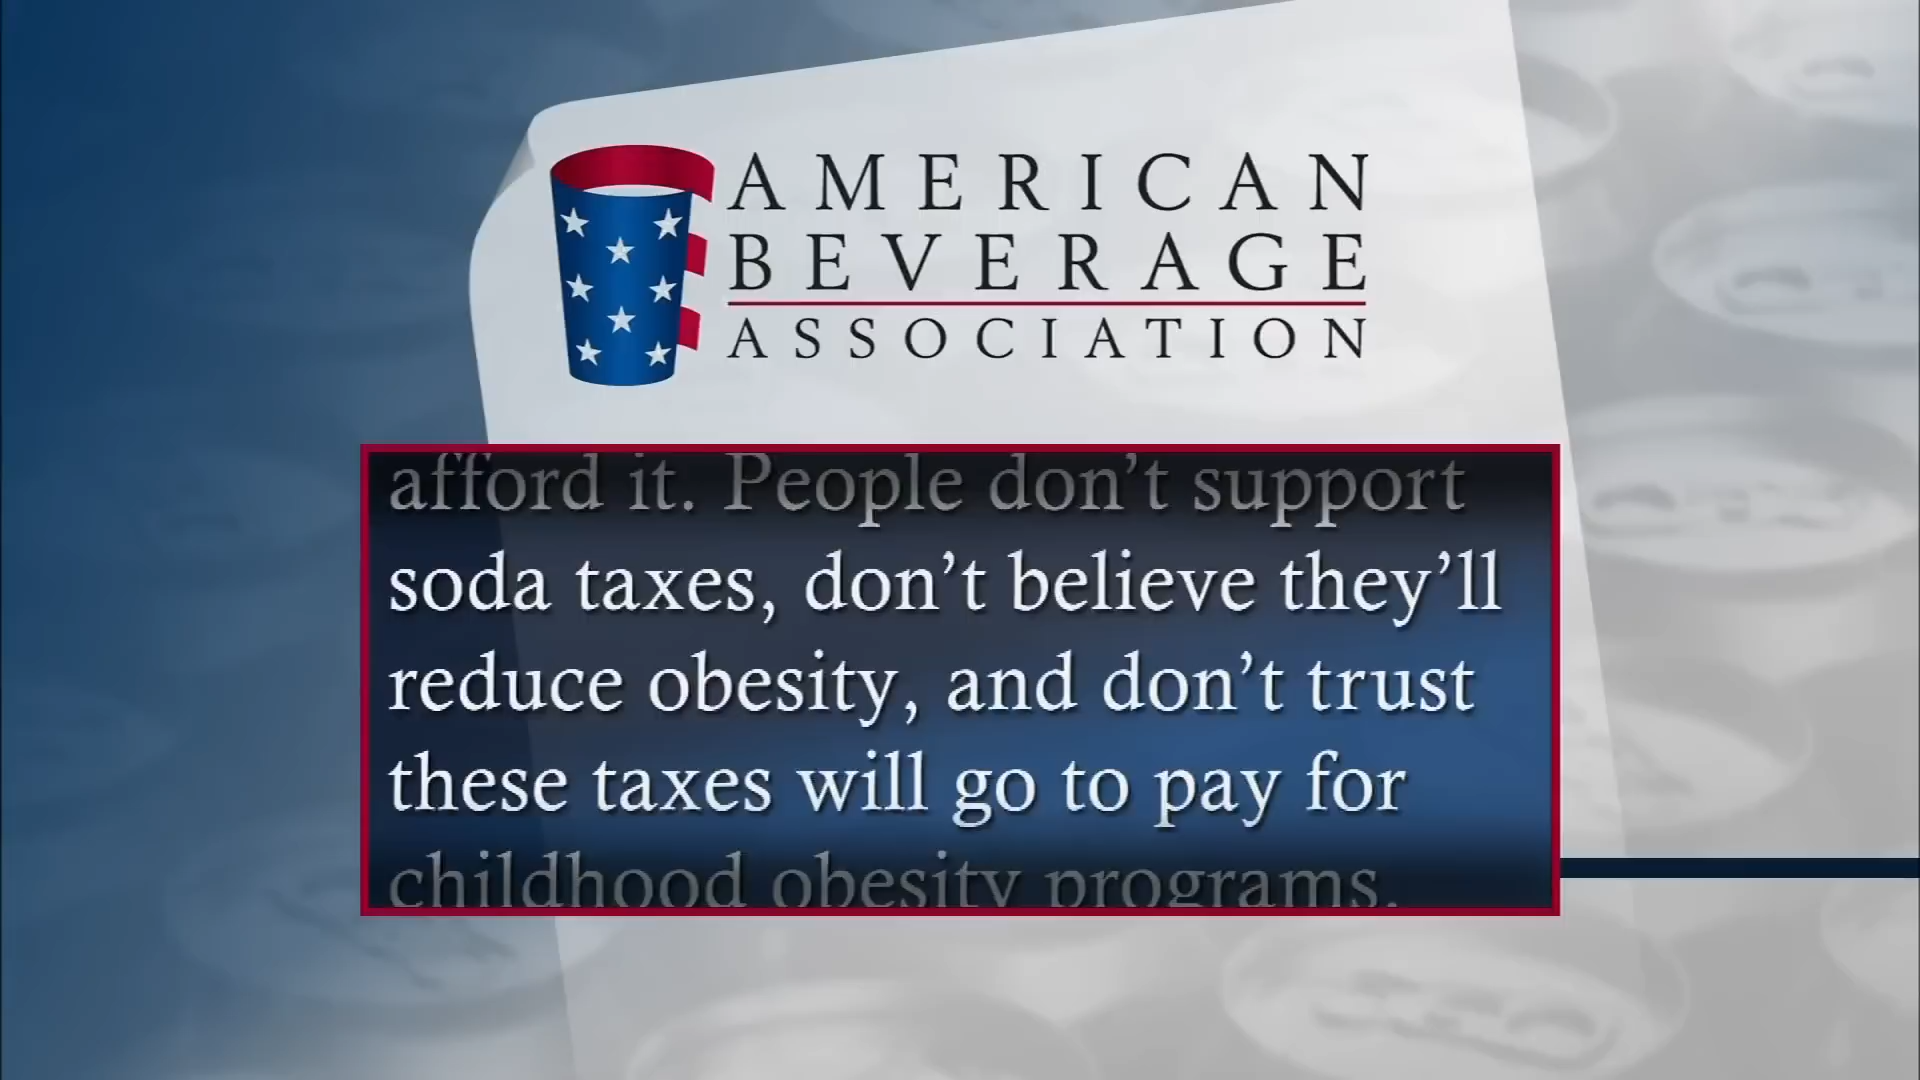 AMERICAN
BEVERAGE
ASSOCIATION
afford it. People don't support
soda taxes, don't believe they'll
reduce obesity, and don't trust
these taxes will go to pay for
childhood obesity programs.